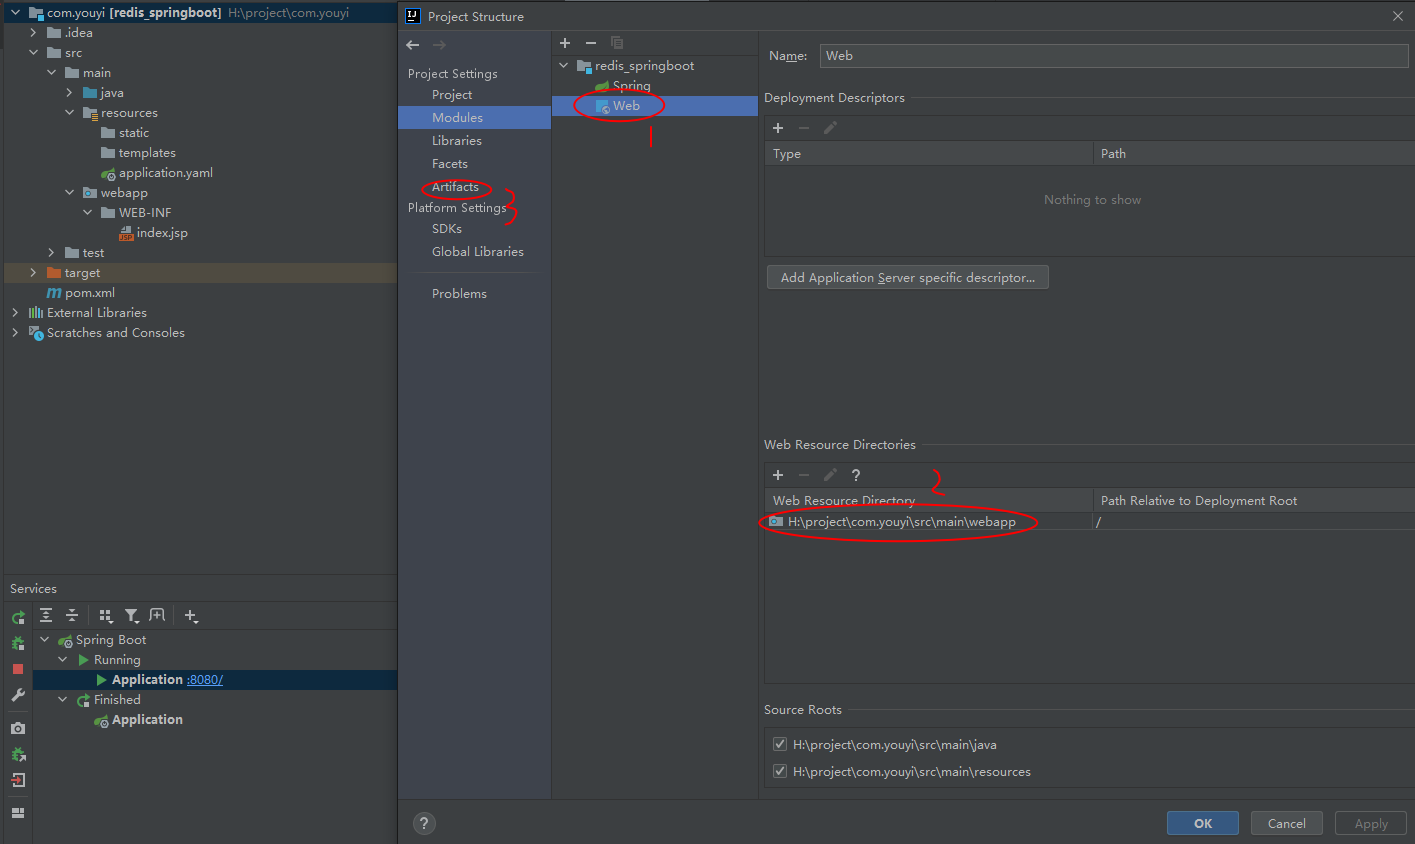 com.youyi [redis_springboot] H:\project\com.youyi
.idea
src
main
java
resources
static
templates
application.yaml
webapp
WEB-INF
JSP index.jsp
test
target
m pom.xml
External Libraries
Scratches and Consoles
Services
Spring Boot
Running
Application :8080/
Finished
Application
IJ Project Structure
Project Settings
Project
Modules
Libraries
Facets
Artifacts
3
Platform Settings
SDKs
Global Libraries
Problems
redis_springboot
Spring
Web
1
Name: Web
Deployment Descriptors
Type Path
Nothing to show
Add Application Server specific descriptor...
Web Resource Directories
?
2
Web Resource Directory Path Relative to Deployment Root
H:\project\com.youyi\src\main\webapp /
Source Roots
H:\project\com.youyi\src\main\java
H:\project\com.youyi\src\main\resources
? OK Cancel Apply